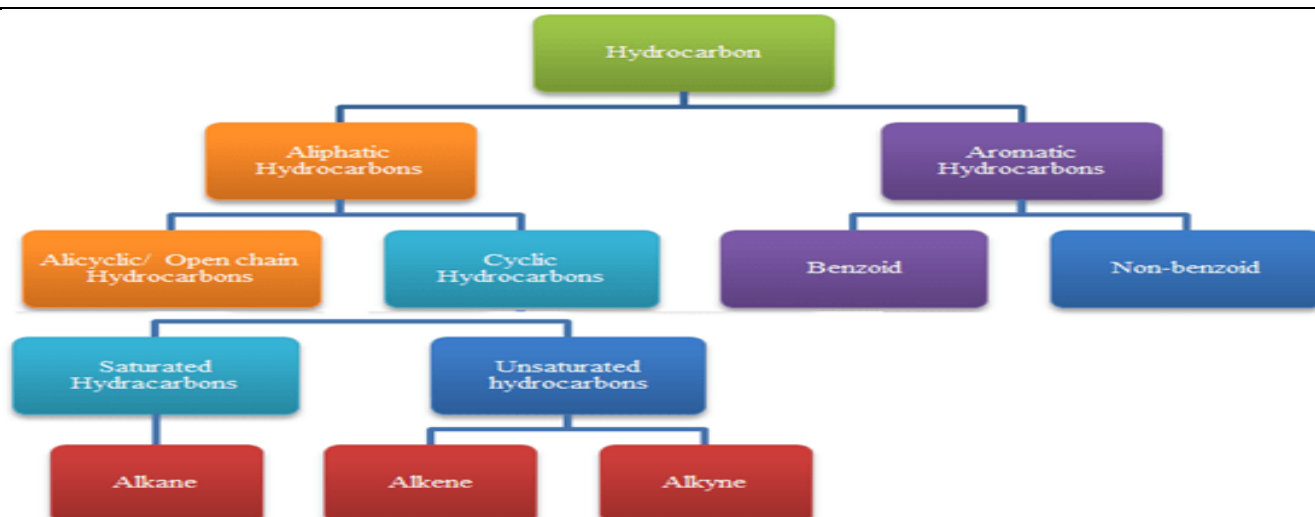 Hydrocarbon
Aliphatic
Hydrocarbons
Aromatic
Hydrocarbons
Alicyclic/ Open chain
Hydrocarbons
Cyclic
Hydrocarbons
Benzoid
Non-benzoid
Saturated
Hydracarbons
Unsaturated
hydrocarbons
Alkane
Alkene
Alkyne